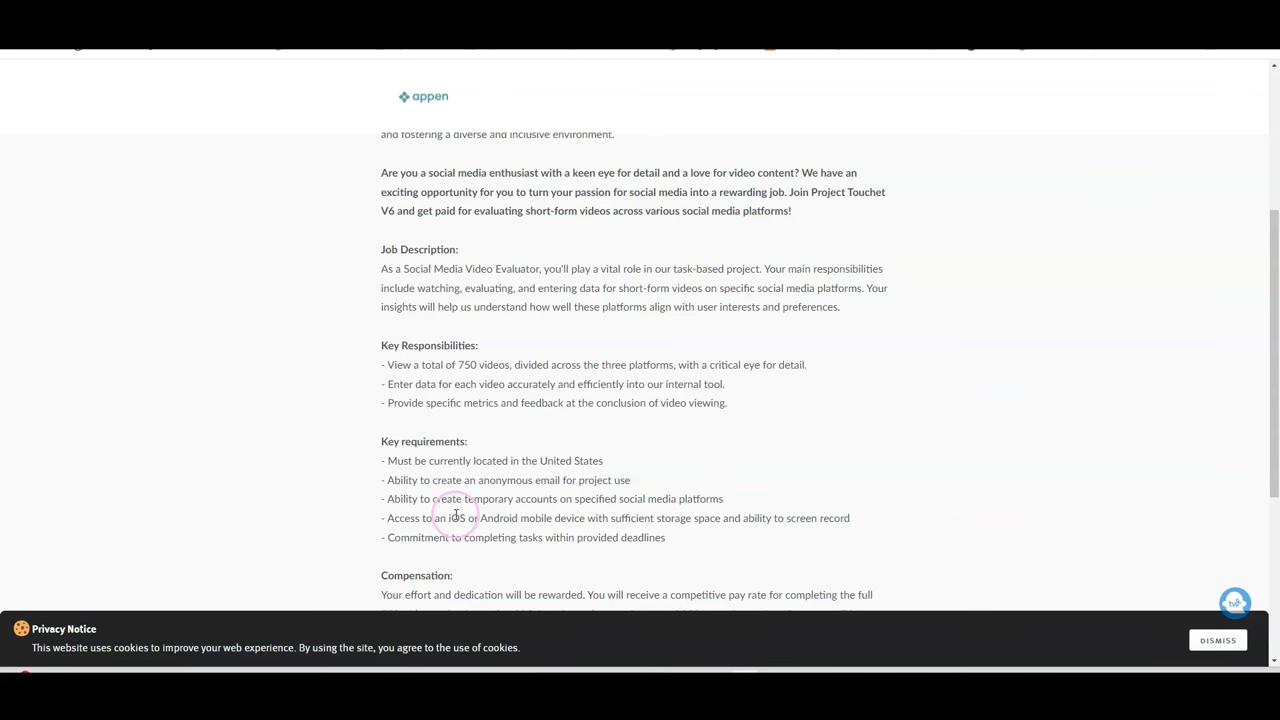 appen
and fostering a diverse and inclusive environment.
Are you a social media enthusiast with a keen eye for detail and a love for video content? We have an
exciting opportunity for you to turn your passion for social media into a rewarding job. Join Project Touchet
V6 and get paid for evaluating short-form videos across various social media platforms!
Job Description:
As a Social Media Video Evaluator, you'll play a vital role in our task-based project. Your main responsibilities
include watching, evaluating, and entering data for short-form videos on specific social media platforms. Your
insights will help us understand how well these platforms align with user interests and preferences.
Key Responsibilities:
- View a total of 750 videos, divided across the three platforms, with a critical eye for detail.
- Enter data for each video accurately and efficiently into our internal tool.
- Provide specific metrics and feedback at the conclusion of video viewing.
Key requirements:
- Must be currently located in the United States
- Ability to create an anonymous email for project use
- Ability to create temporary accounts on specified social media platforms
- Access to an iOS or Android mobile device with sufficient storage space and ability to screen record
- Commitment to completing tasks within provided deadlines
Compensation:
Your effort and dedication will be rewarded. You will receive a competitive pay rate for completing the full
Privacy Notice
This website uses cookies to improve your web experience. By using the site, you agree to the use of cookies.
DISMISS